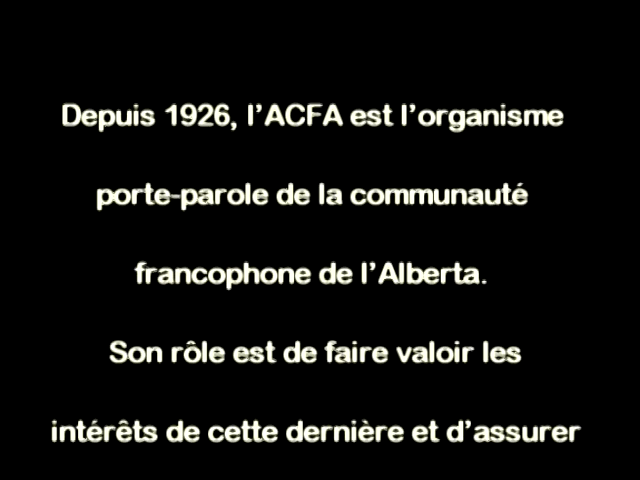 Depuis 1926, l’ACFA est l’organisme
porte-parole de la communauté
francophone de l’Alberta.
Son rôle est de faire valoir les
intérêts de cette dernière et d’assurer